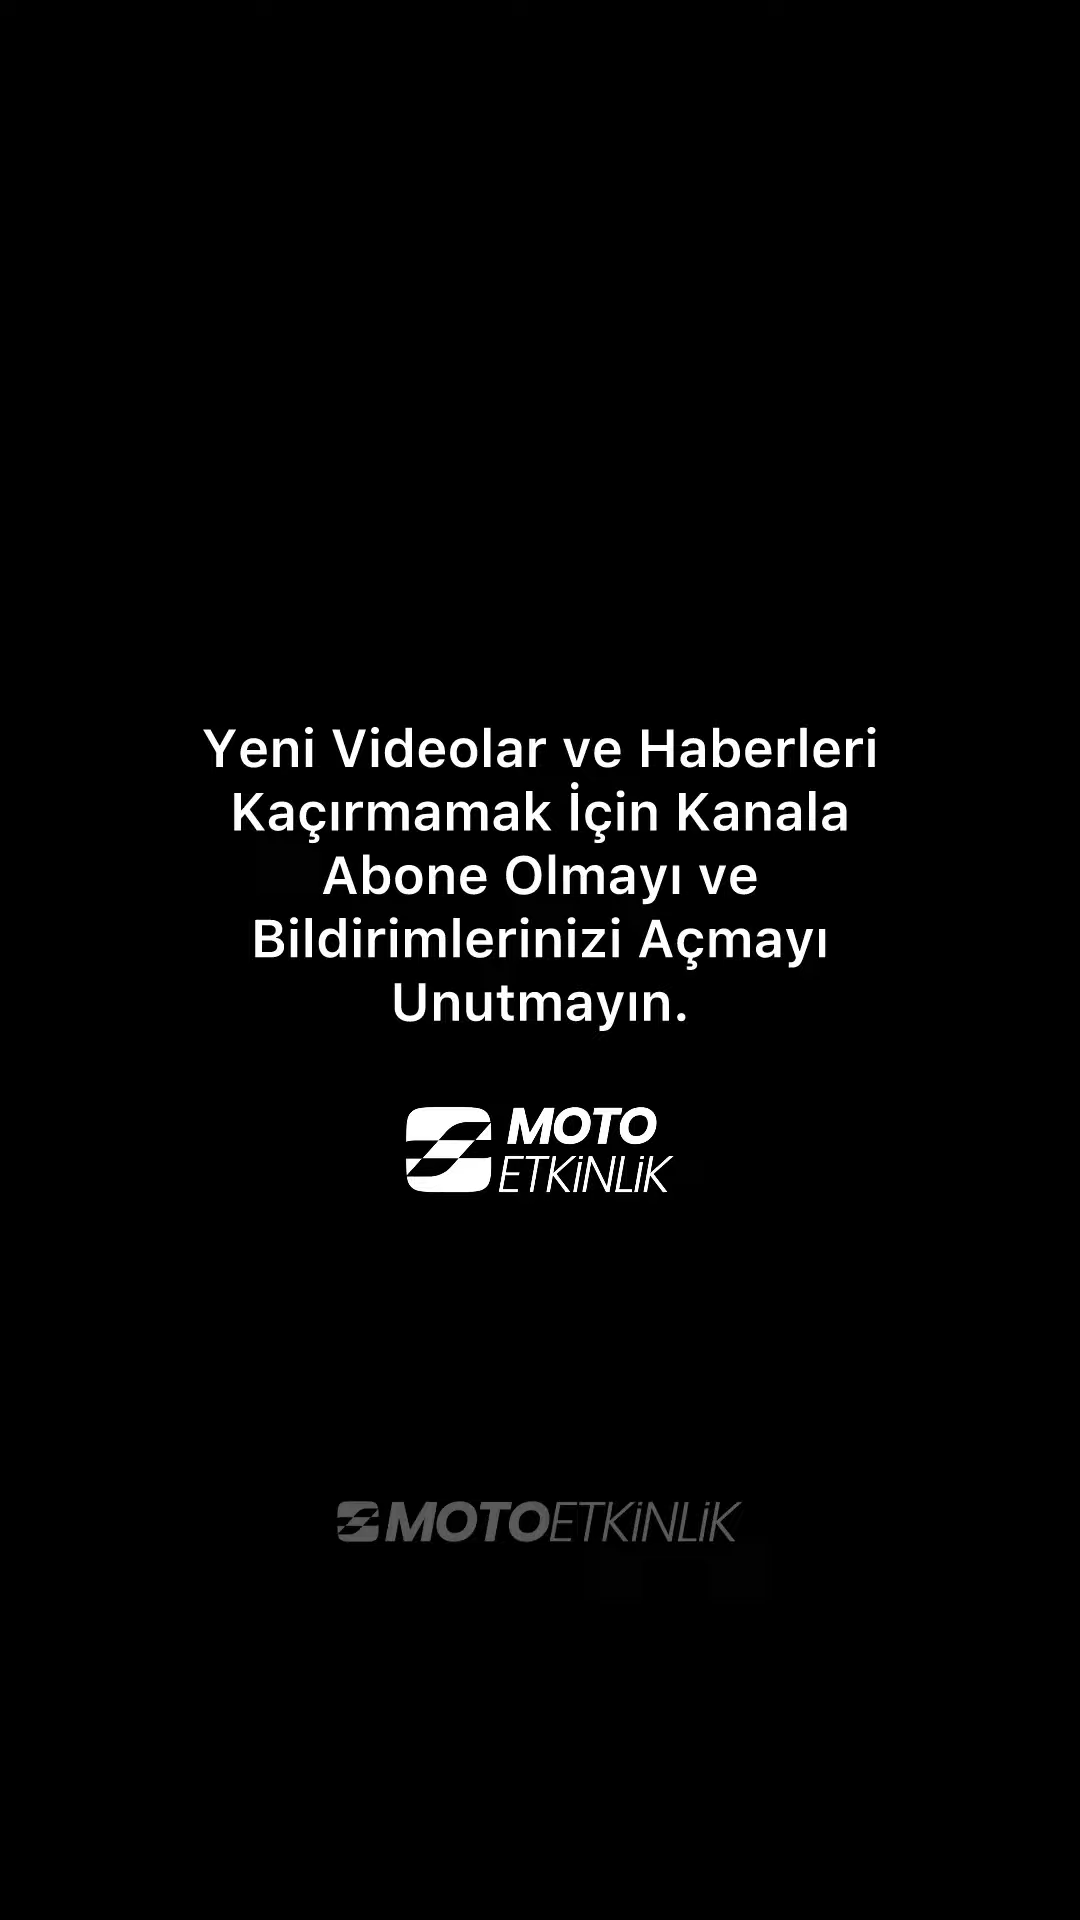 Yeni Videolar ve Haberleri
Kaçırmamak İçin Kanala
Abone Olmayı ve
Bildirimlerinizi Açmayı
Unutmayın.
MOTO
ETKİNLİK
MOTOETKİNLİK